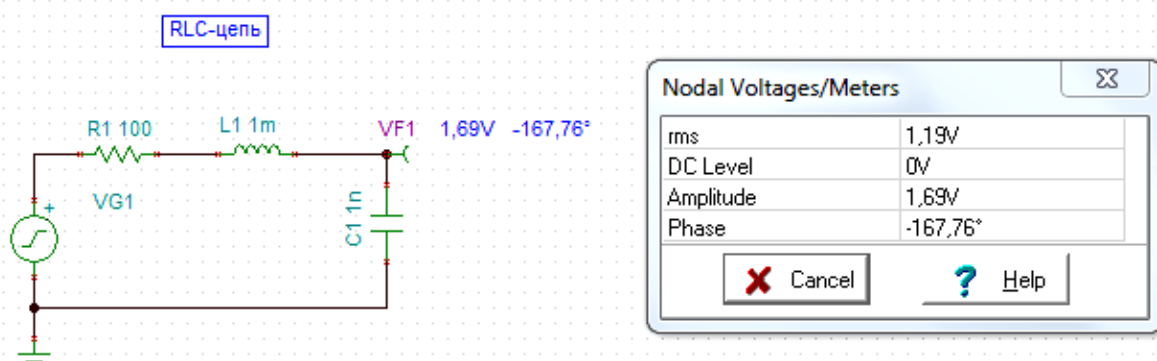 RLC-цепь
R1 100
L1 1m
VF1 1,69V -167,76°
VG1
+
C1 1n
Nodal Voltages/Meters
rms 1,19V
DC Level 0V
Amplitude 1,69V
Phase -167,76°
Cancel
? Help